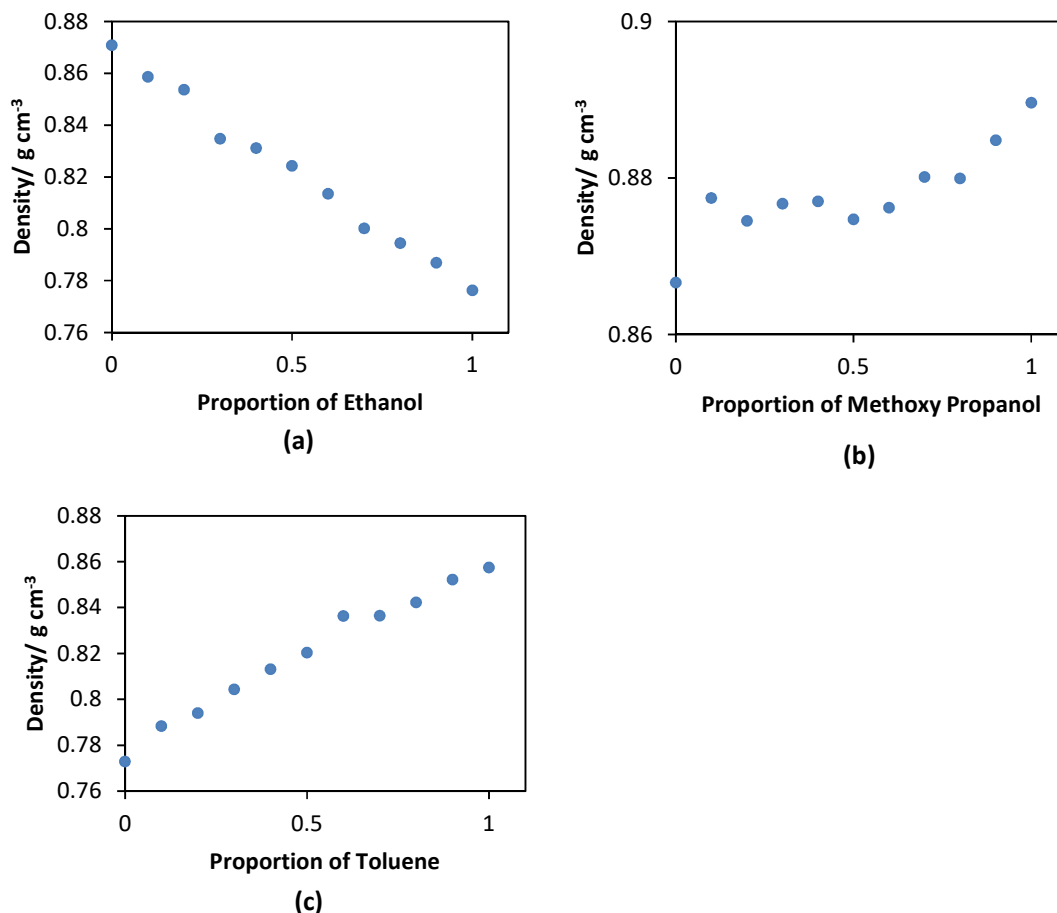 0.88
0.86
0.84
0.82
0.8
0.78
0.76
Density/ g cm-3
0
0.5
1
Proportion of Ethanol
(a)
0.9
0.88
0.86
Density/ g cm-3
0
0.5
1
Proportion of Methoxy Propanol
(b)
0.88
0.86
0.84
0.82
0.8
0.78
0.76
Density/ g cm-3
0
0.5
1
Proportion of Toluene
(c)